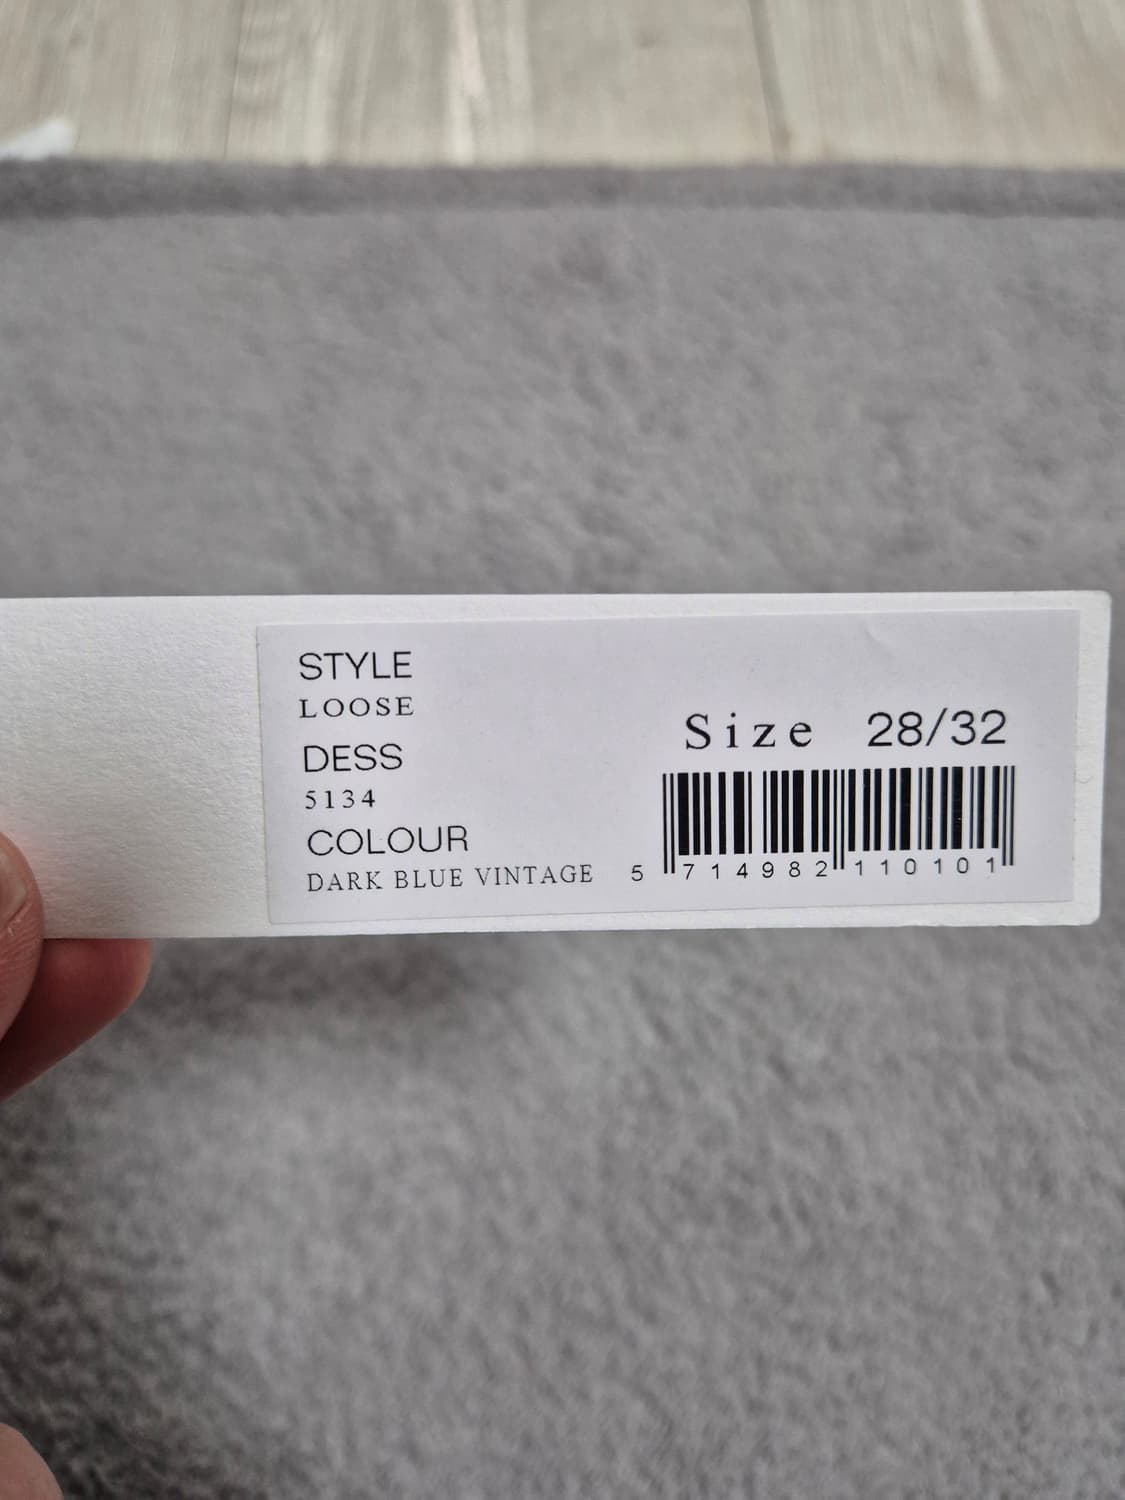 STYLE
LOOSE
DESS
5134
COLOUR
DARK BLUE VINTAGE
Size 28/32
5 714982 110101